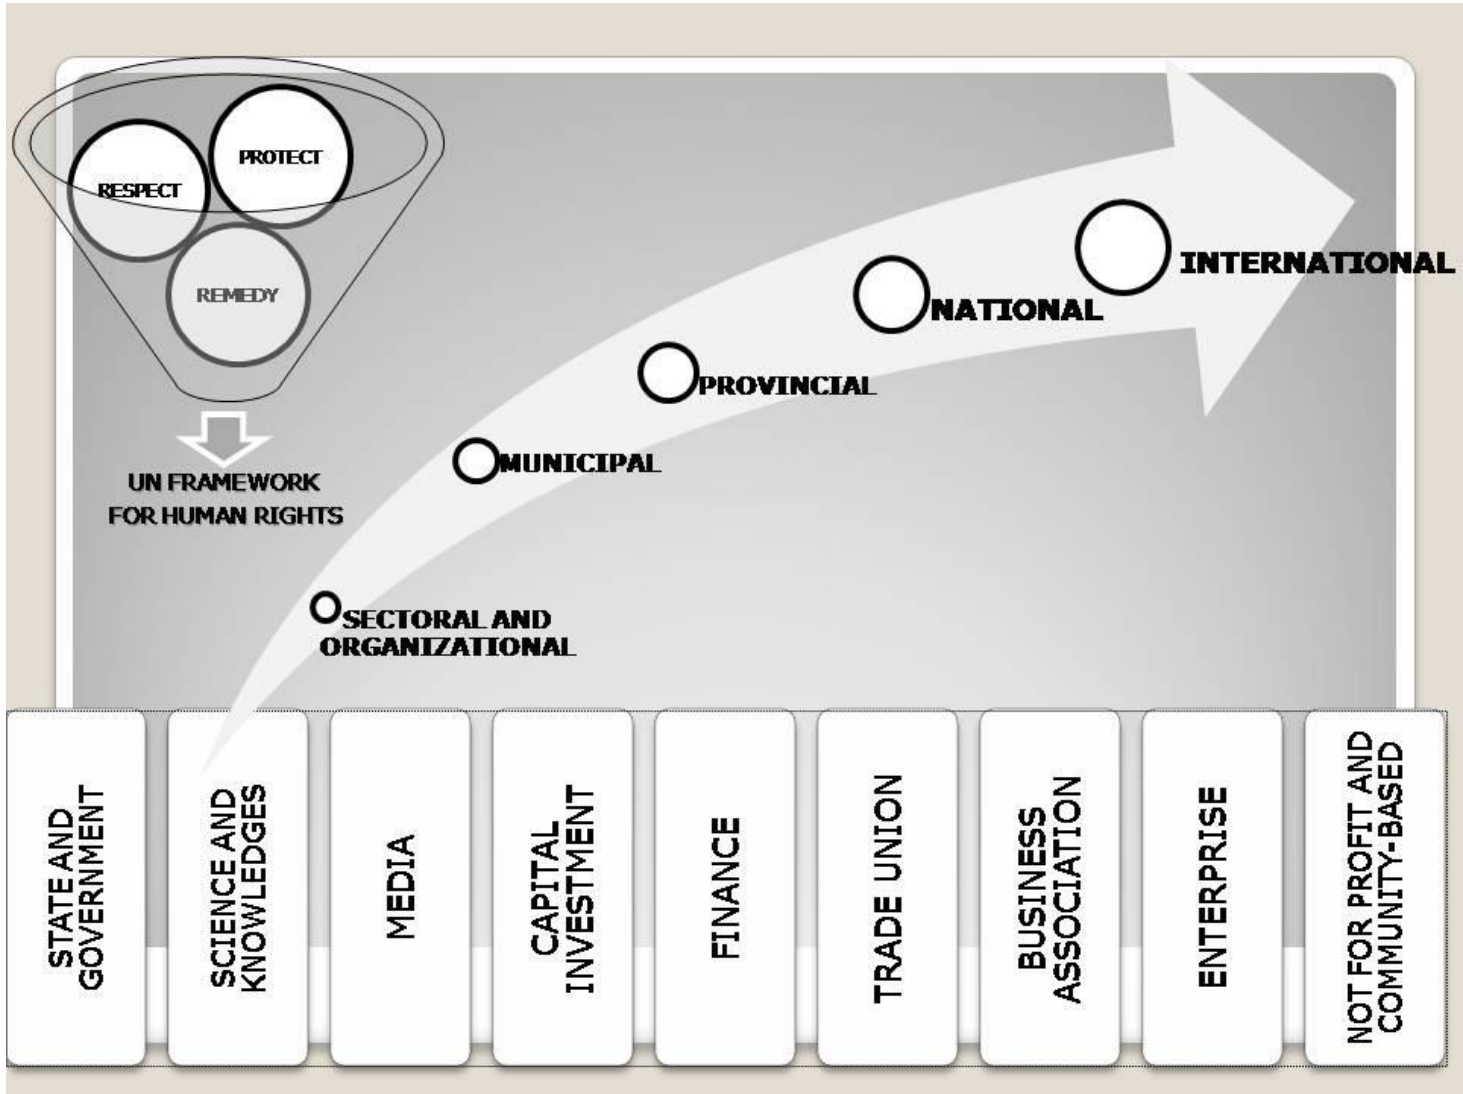 PROTECT
RESPECT
REMEDY
UN FRAMEWORK
FOR HUMAN RIGHTS
INTERNATIONAL
NATIONAL
PROVINCIAL
MUNICIPAL
SECTORAL AND
ORGANIZATIONAL
STATE AND
GOVERNMENT
SCIENCE AND
KNOWLEDGES
MEDIA
CAPITAL
INVESTMENT
FINANCE
TRADE UNION
BUSINESS
ASSOCIATION
ENTERPRISE
NOT FOR PROFIT AND
COMMUNITY-BASED